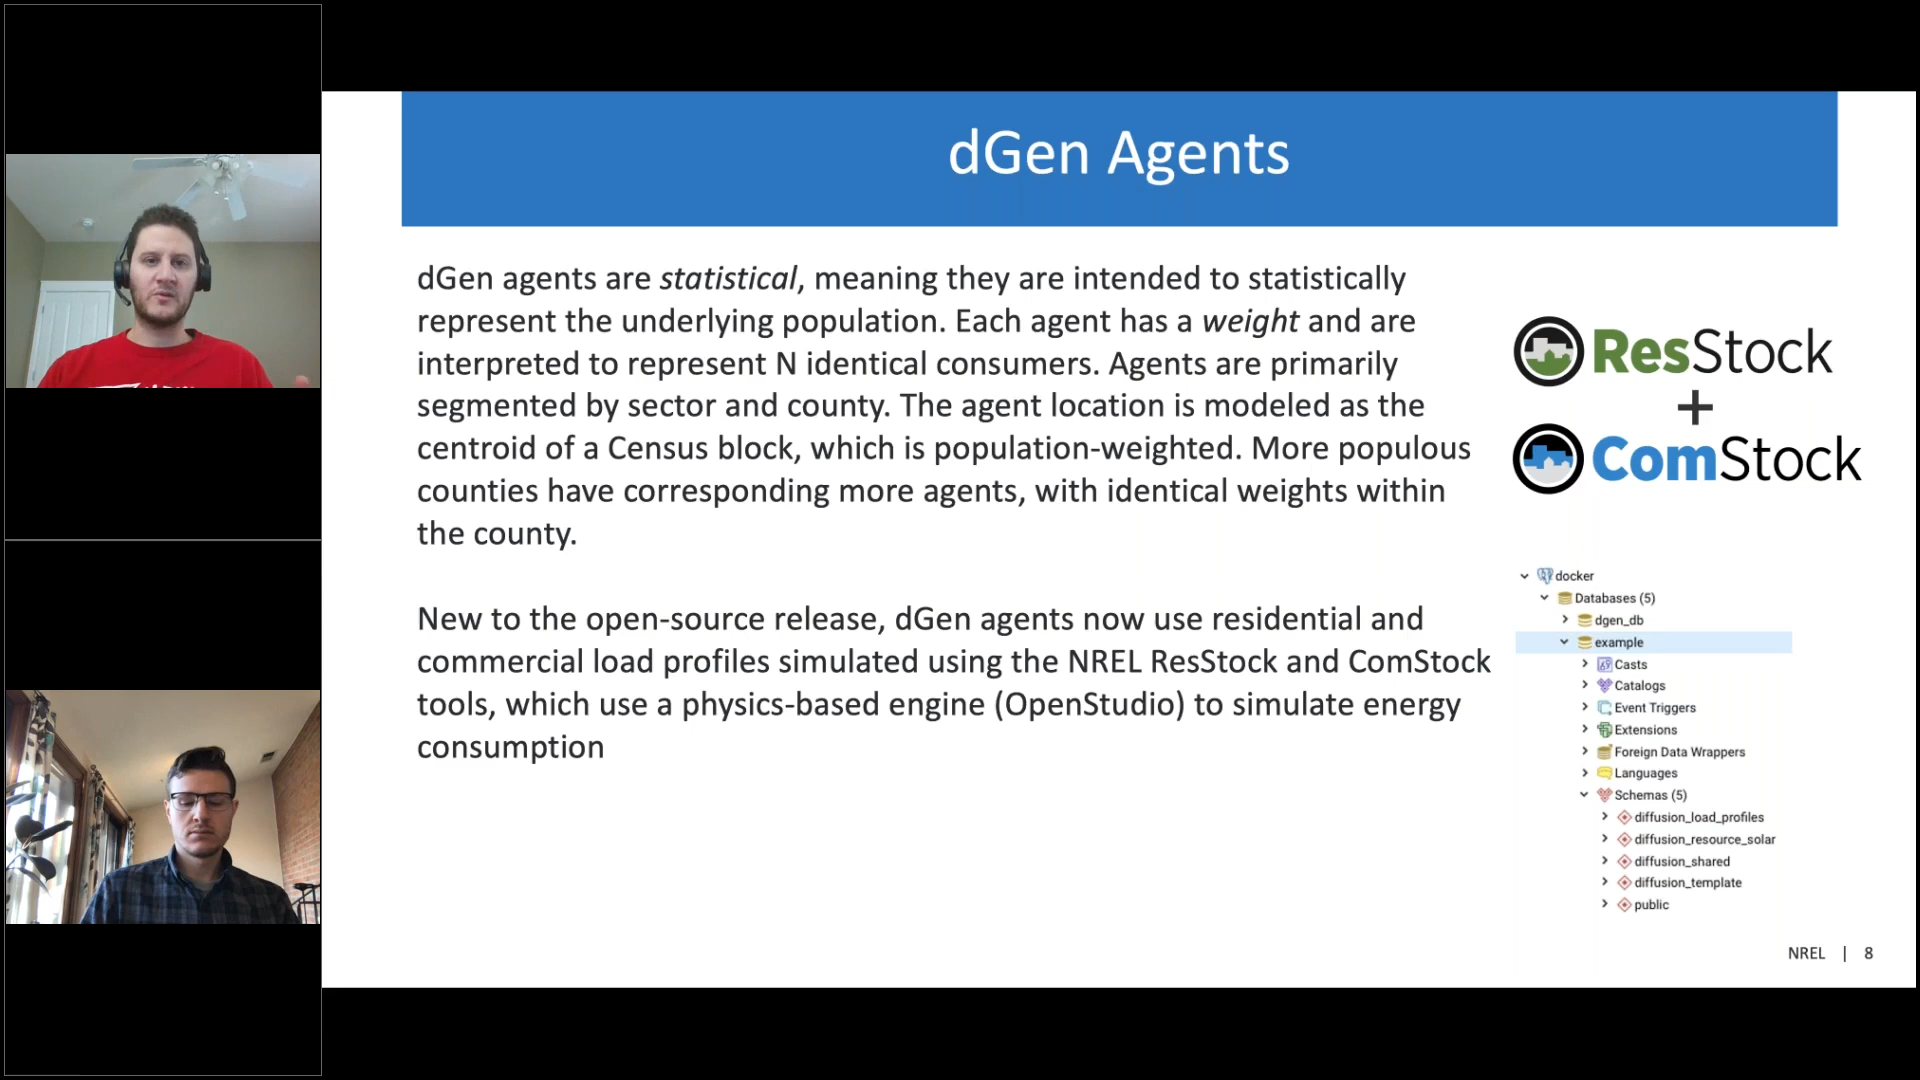 dGen Agents
dGen agents are statistical, meaning they are intended to statistically
represent the underlying population. Each agent has a weight and are
interpreted to represent N identical consumers. Agents are primarily
segmented by sector and county. The agent location is modeled as the
centroid of a Census block, which is population-weighted. More populous
counties have corresponding more agents, with identical weights within
the county.
New to the open-source release, dGen agents now use residential and
commercial load profiles simulated using the NREL ResStock and ComStock
tools, which use a physics-based engine (OpenStudio) to simulate energy
consumption
ResStock
+
ComStock
docker
Databases (5)
dgen_db
example
Casts
Catalogs
Event Triggers
Extensions
Foreign Data Wrappers
Languages
Schemas (5)
diffusion_load_profiles
diffusion_resource_solar
diffusion_shared
diffusion_template
public
NREL | 8